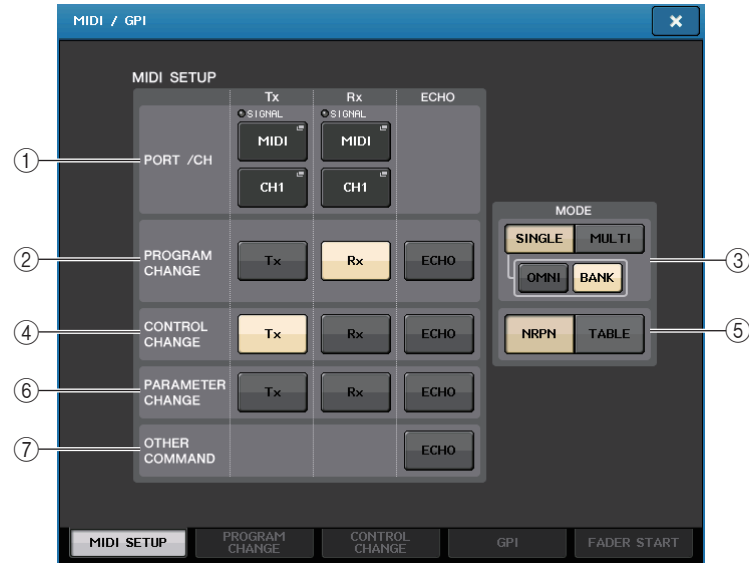 MIDI / GPI
MIDI SETUP
Tx Rx ECHO
SIGNAL SIGNAL
① PORT /CH MIDI MIDI
CH1 CH1
MODE
② PROGRAM CHANGE Tx Rx ECHO
SINGLE MULTI ③
OMNI BANK
④ CONTROL CHANGE Tx Rx ECHO
NRPN TABLE ⑤
⑥ PARAMETER CHANGE Tx Rx ECHO
⑦ OTHER COMMAND ECHO
MIDI SETUP PROGRAM CHANGE CONTROL CHANGE GPI FADER START